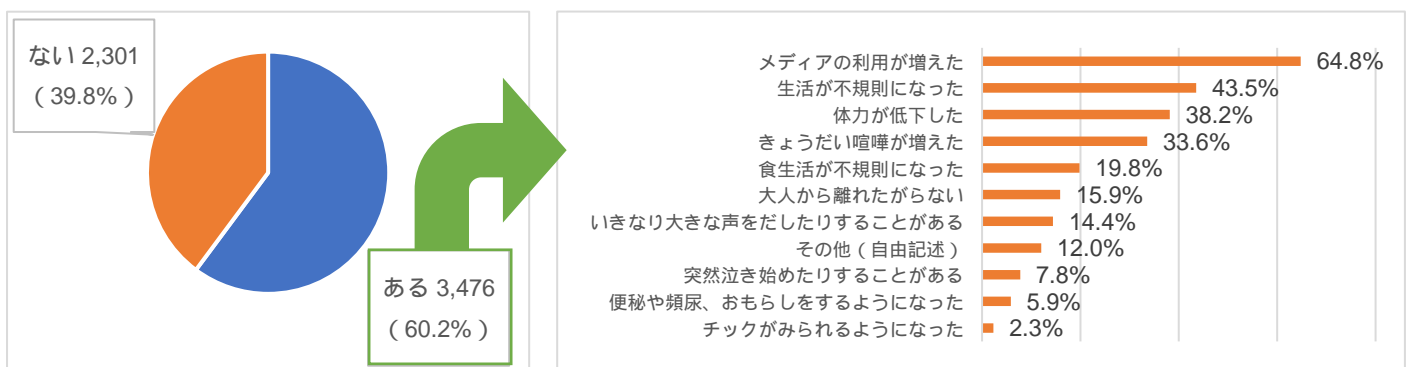 ない 2,301
（39.8%）
ある 3,476
（60.2%）
メディアの利用が増えた 64.8%
生活が不規則になった 43.5%
体力が低下した 38.2%
きょうだい喧嘩が増えた 33.6%
食生活が不規則になった 19.8%
大人から離れたがらない 15.9%
いきなり大きな声をだしたりすることがある 14.4%
その他（自由記述） 12.0%
突然泣き始めたりすることがある 7.8%
便秘や頻尿、おもらしをするようになった 5.9%
チックがみられるようになった 2.3%